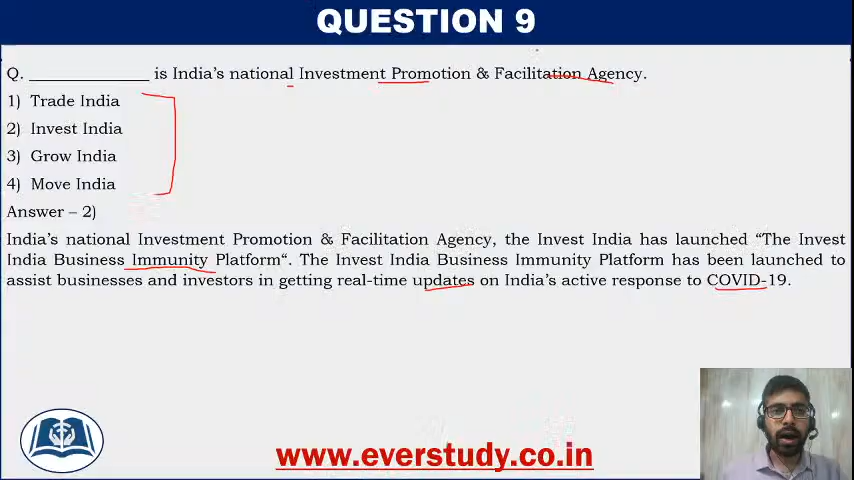 QUESTION 9
Q. ______________ is India's national Investment Promotion & Facilitation Agency.
1) Trade India
2) Invest India
3) Grow India
4) Move India
Answer – 2)
India's national Investment Promotion & Facilitation Agency, the Invest India has launched “The Invest
India Business Immunity Platform“. The Invest India Business Immunity Platform has been launched to
assist businesses and investors in getting real-time updates on India's active response to COVID-19.
www.everstudy.co.in